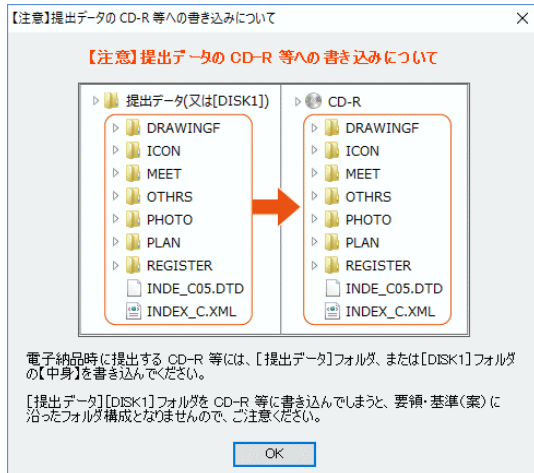 【注意】提出データの CD-R 等への書き込みについて
【注意】提出データの CD-R 等への書き込みについて
提出データ(又は[DISK1])
DRAWINGF
ICON
MEET
OTHRS
PHOTO
PLAN
REGISTER
INDE_C05.DTD
INDEX_C.XML
CD-R
DRAWINGF
ICON
MEET
OTHRS
PHOTO
PLAN
REGISTER
INDE_C05.DTD
INDEX_C.XML
電子納品時に提出する CD-R 等には、[提出データ]フォルダ、または[DISK1]フォルダ
の【中身】を書き込んでください。
[提出データ][DISK1]フォルダを CD-R 等に書き込んでしまうと、要領・基準(案)に
沿ったフォルダ構成となりませんので、ご注意ください。
OK